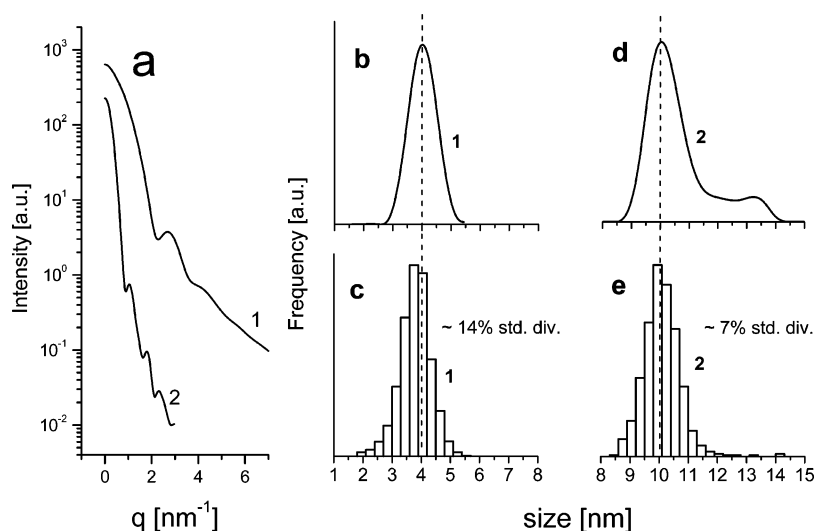 a
Intensity [a.u.]
10³
10²
10¹
10⁰
10⁻¹
10⁻²
1
2
0 2 4 6
q [nm⁻¹]
Frequency [a.u.]
b
1
c
~ 14% std. div.
1
1 2 3 4 5 6 7 8
d
2
e
~ 7% std. div.
2
8 9 10 11 12 13 14 15
size [nm]